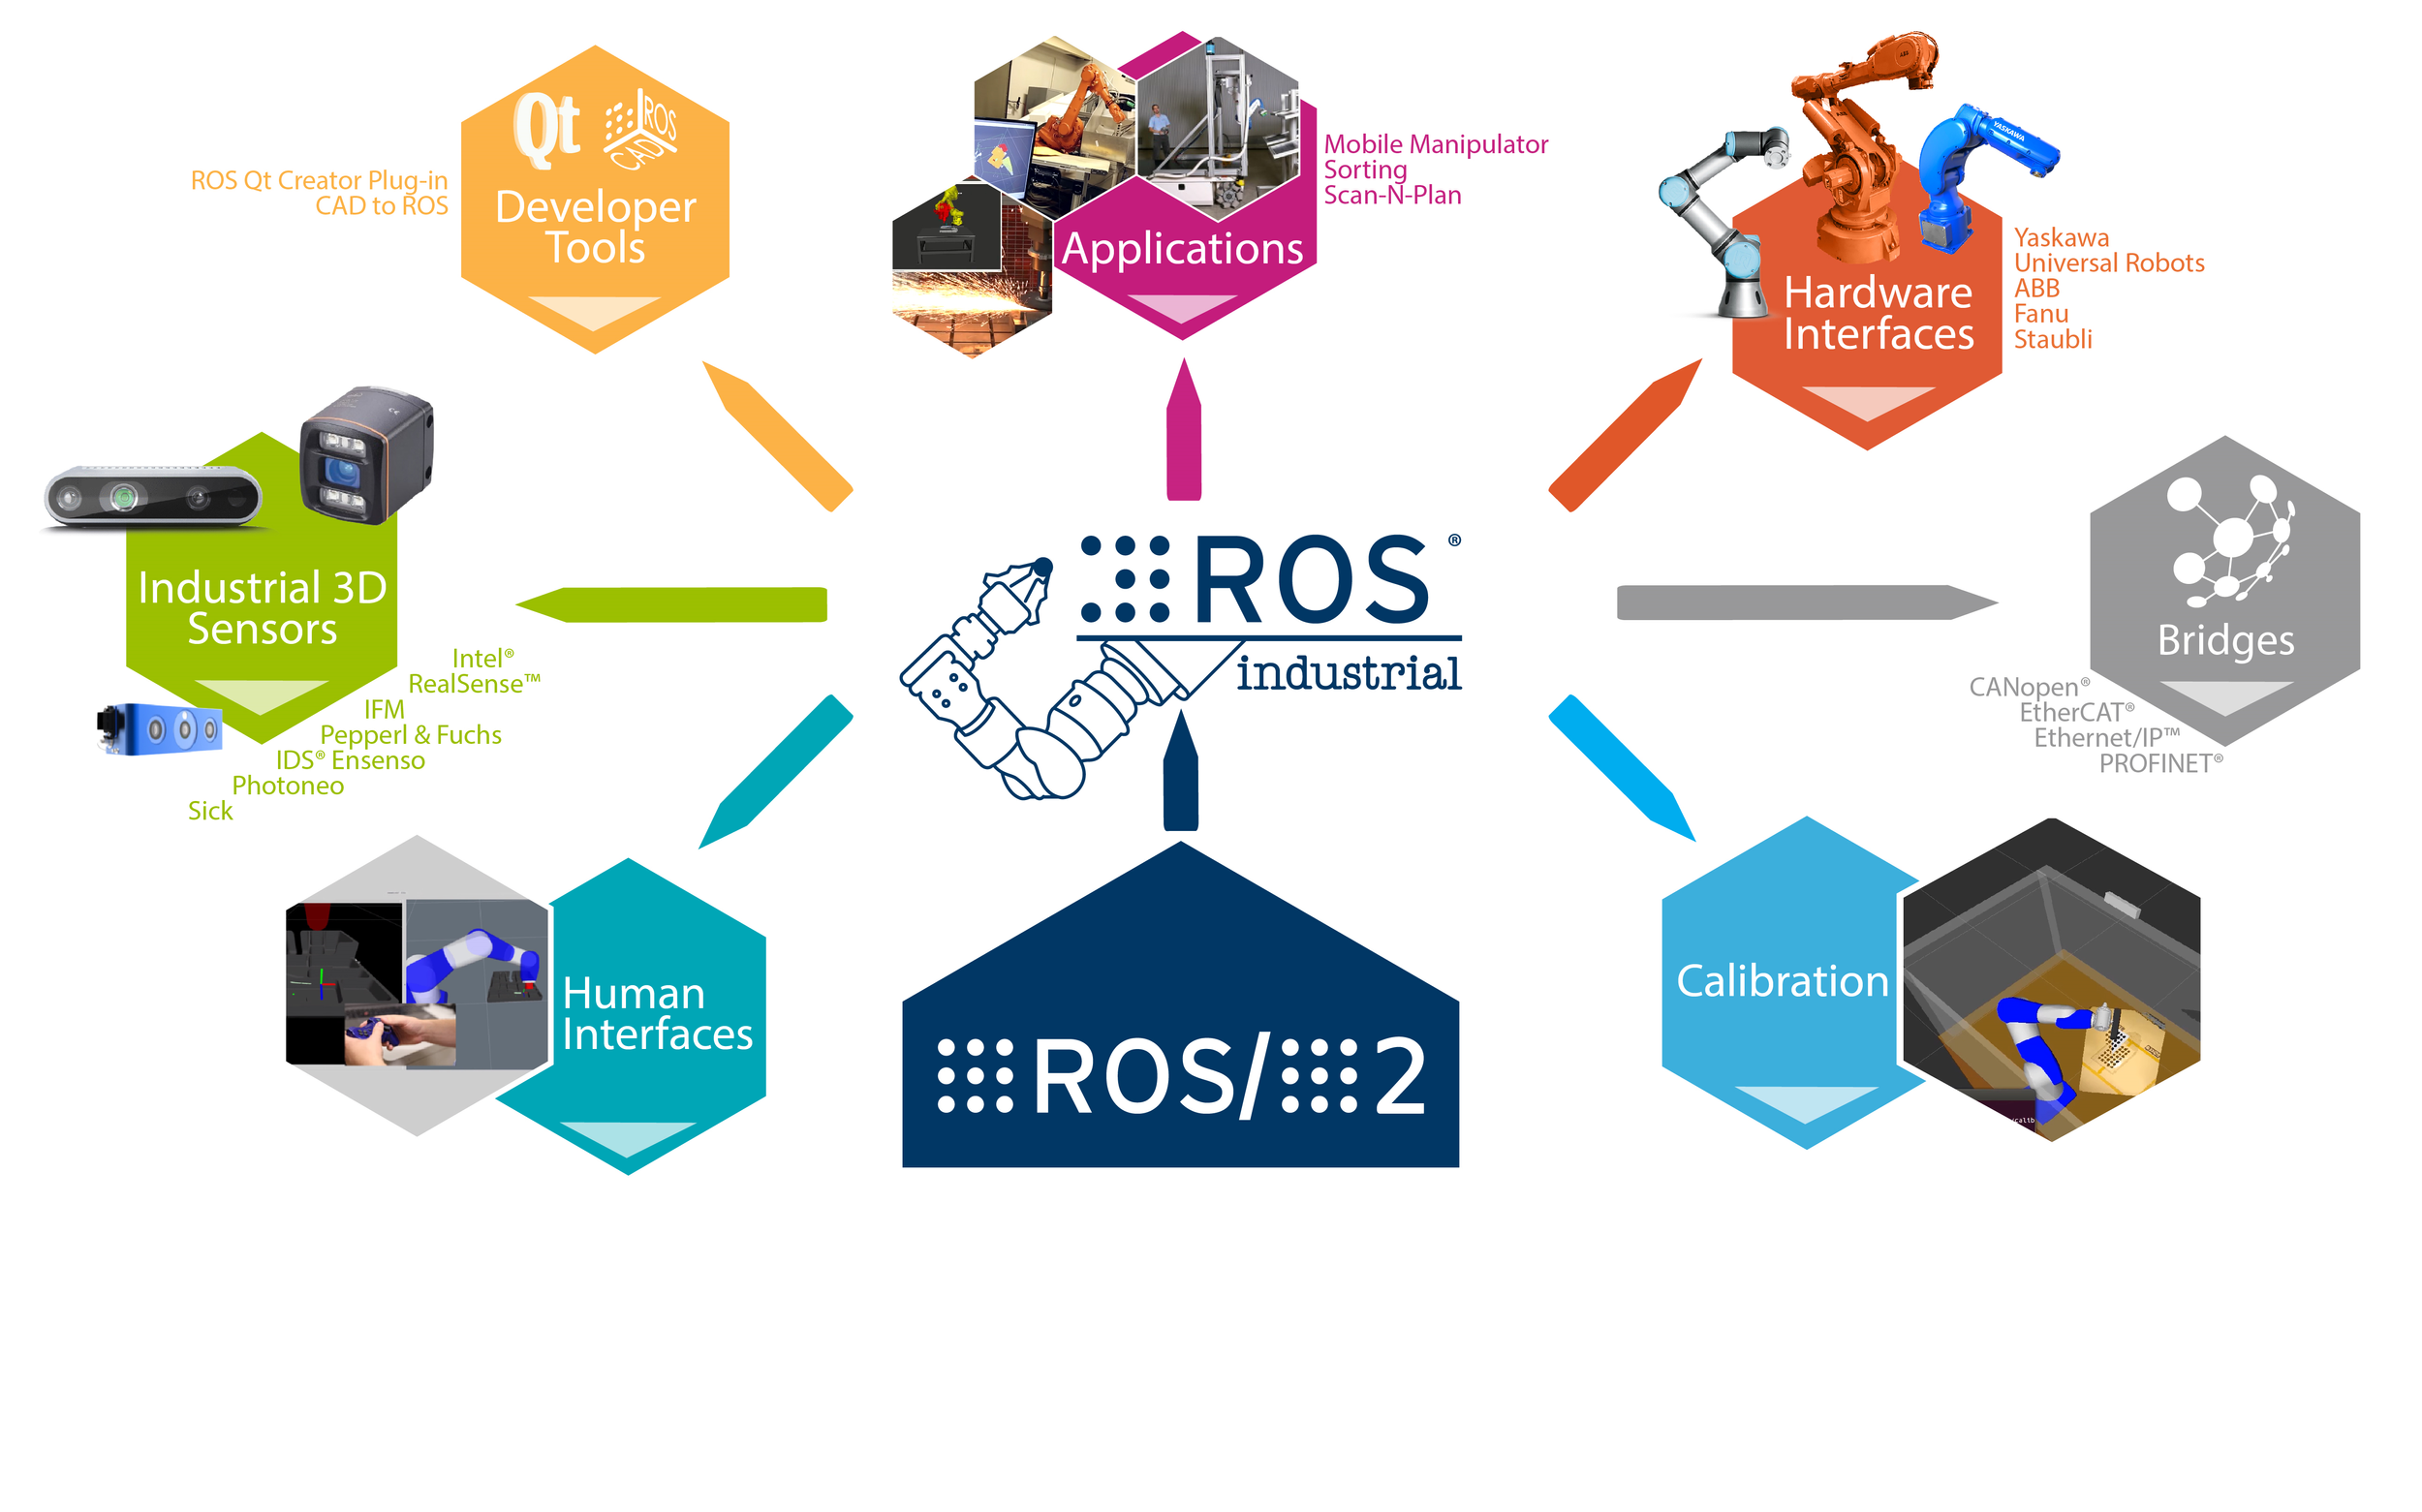 Qt
ROS
CAD
Developer
Tools
ROS Qt Creator Plug-in
CAD to ROS
Applications
Mobile Manipulator
Sorting
Scan-N-Plan
ABB
YASKAWA
Hardware
Interfaces
Yaskawa
Universal Robots
ABB
Fanu
Staubli
Industrial 3D
Sensors
Intel®
RealSense™
IFM
Pepperl & Fuchs
IDS® Ensenso
Photoneo
Sick
ROS®
industrial
Bridges
CANopen®
EtherCAT®
Ethernet/IP™
PROFINET®
Human
Interfaces
ROS/2
Calibration